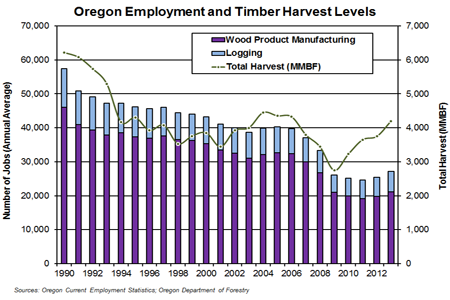 Oregon Employment and Timber Harvest Levels
70,000
60,000
50,000
40,000
30,000
20,000
10,000
0
Number of Jobs (Annual Average)
Wood Product Manufacturing
Logging
Total Harvest (MMBF)
7,000
6,000
5,000
4,000
3,000
2,000
1,000
0
Total Harvest (MMBF)
1990 1992 1994 1996 1998 2000 2002 2004 2006 2008 2010 2012
Sources: Oregon Current Employment Statistics; Oregon Department of Forestry